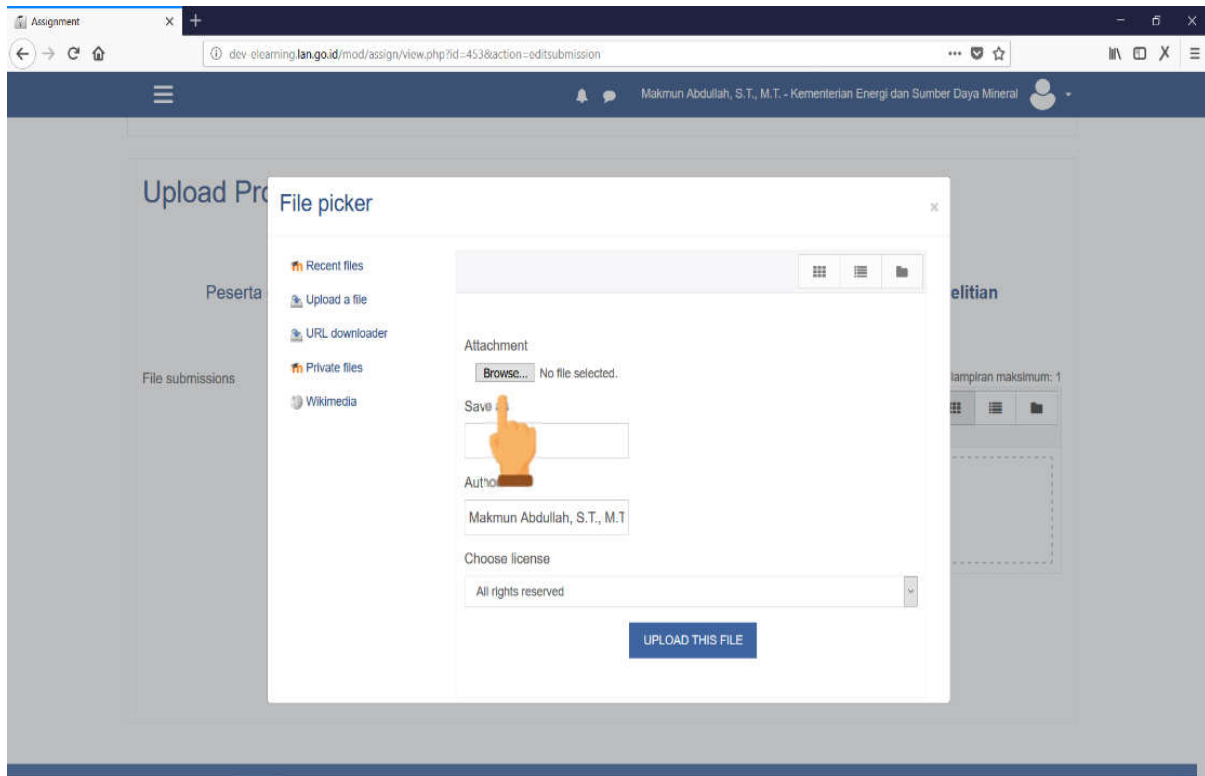 Assignment
dev-elearning.lan.go.id/mod/assign/view.php?id=453&action=editsubmission
Makmun Abdullah, S.T., M.T. - Kementerian Energi dan Sumber Daya Mineral
Upload Pro
File picker
Recent files
Upload a file
URL downloader
Private files
Wikimedia
Peserta
elitian
File submissions
lampiran maksimum: 1
Attachment
Browse... No file selected.
Save as
Autho
Makmun Abdullah, S.T., M.T
Choose license
All rights reserved
UPLOAD THIS FILE